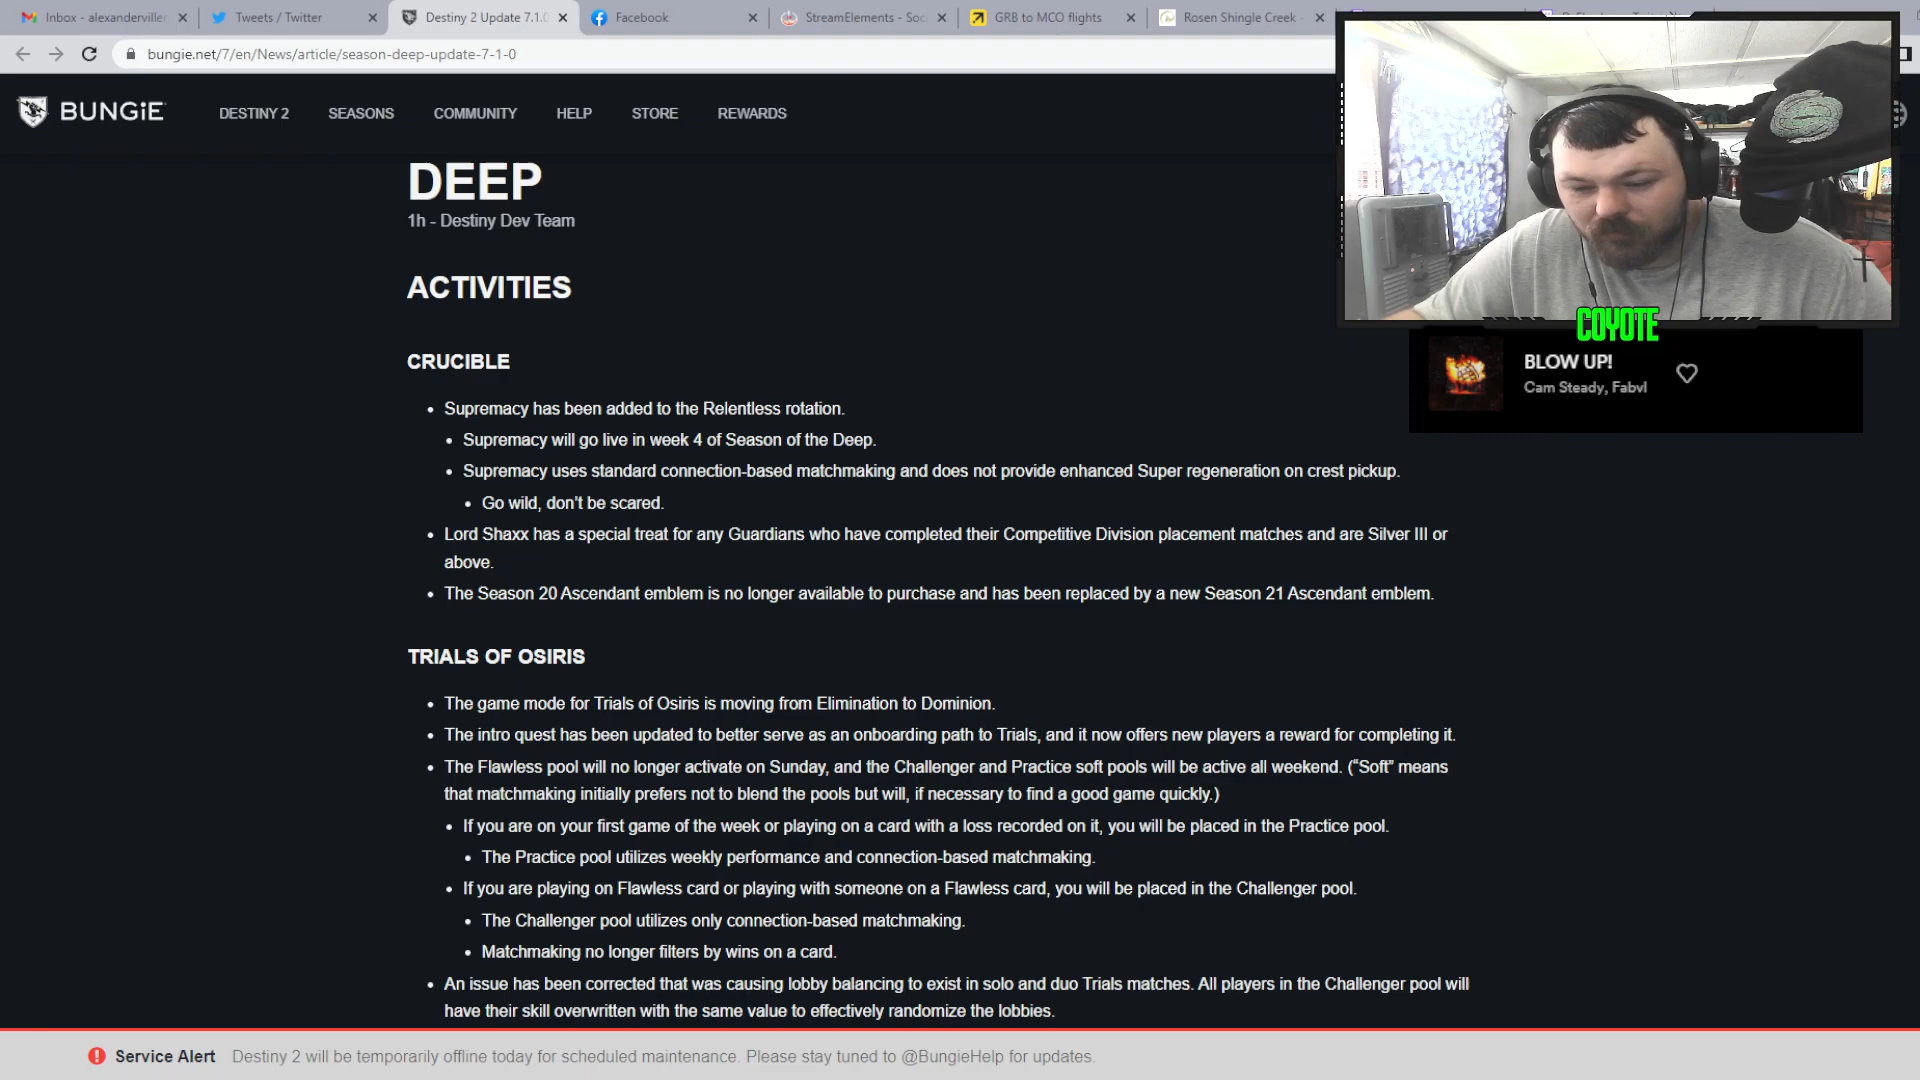 Inbox - alexanderviller
Tweets / Twitter
Destiny 2 Update 7.1.0
Facebook
StreamElements - Soc
GRB to MCO flights
Rosen Shingle Creek -
bungie.net/7/en/News/article/season-deep-update-7-1-0
BUNGiE
DESTINY 2
SEASONS
COMMUNITY
HELP
STORE
REWARDS
DEEP
1h - Destiny Dev Team
ACTIVITIES
COYOTE
BLOW UP!
Cam Steady, Fabvl
CRUCIBLE
• Supremacy has been added to the Relentless rotation.
• Supremacy will go live in week 4 of Season of the Deep.
• Supremacy uses standard connection-based matchmaking and does not provide enhanced Super regeneration on crest pickup.
• Go wild, don't be scared.
• Lord Shaxx has a special treat for any Guardians who have completed their Competitive Division placement matches and are Silver III or
above.
• The Season 20 Ascendant emblem is no longer available to purchase and has been replaced by a new Season 21 Ascendant emblem.
TRIALS OF OSIRIS
• The game mode for Trials of Osiris is moving from Elimination to Dominion.
• The intro quest has been updated to better serve as an onboarding path to Trials, and it now offers new players a reward for completing it.
• The Flawless pool will no longer activate on Sunday, and the Challenger and Practice soft pools will be active all weekend. (“Soft” means
that matchmaking initially prefers not to blend the pools but will, if necessary to find a good game quickly.)
• If you are on your first game of the week or playing on a card with a loss recorded on it, you will be placed in the Practice pool.
• The Practice pool utilizes weekly performance and connection-based matchmaking.
• If you are playing on Flawless card or playing with someone on a Flawless card, you will be placed in the Challenger pool.
• The Challenger pool utilizes only connection-based matchmaking.
• Matchmaking no longer filters by wins on a card.
• An issue has been corrected that was causing lobby balancing to exist in solo and duo Trials matches. All players in the Challenger pool will
have their skill overwritten with the same value to effectively randomize the lobbies.
Service Alert Destiny 2 will be temporarily offline today for scheduled maintenance. Please stay tuned to @BungieHelp for updates.